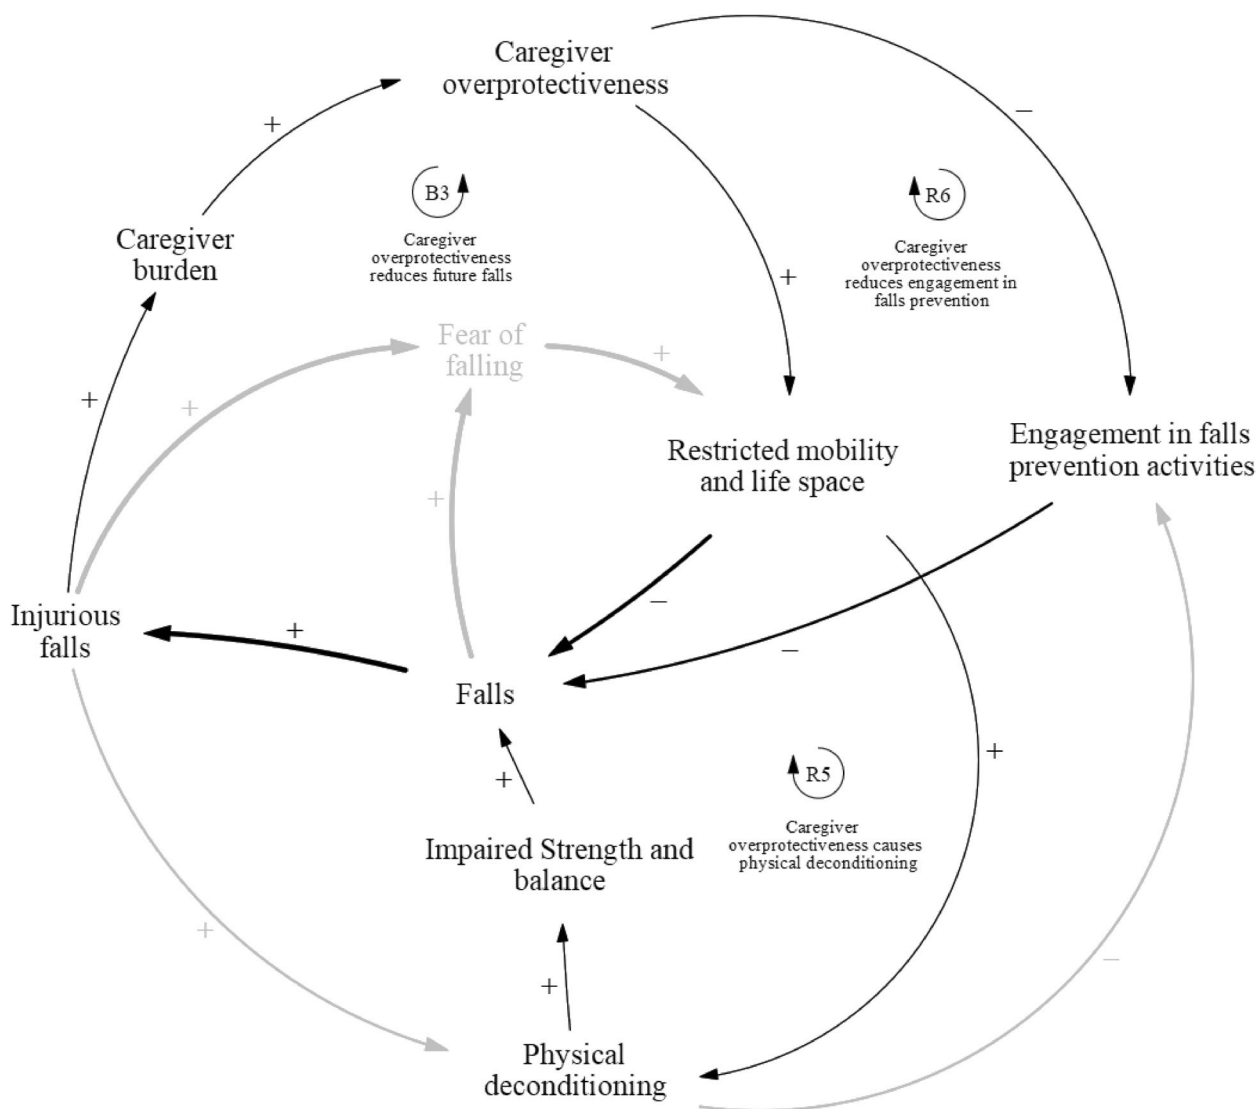 Caregiver
overprotectiveness
−
+
B3
R6
Caregiver
overprotectiveness
reduces future falls
Caregiver
overprotectiveness
reduces engagement in
falls prevention
Caregiver
burden
+
Fear of
falling
+
+
+
+
Restricted mobility
and life space
Engagement in falls
prevention activities
+
Injurious
falls
+
−
−
Falls
+
+
R5
Caregiver
overprotectiveness causes
physical deconditioning
Impaired Strength and
balance
+
−
+
Physical
deconditioning